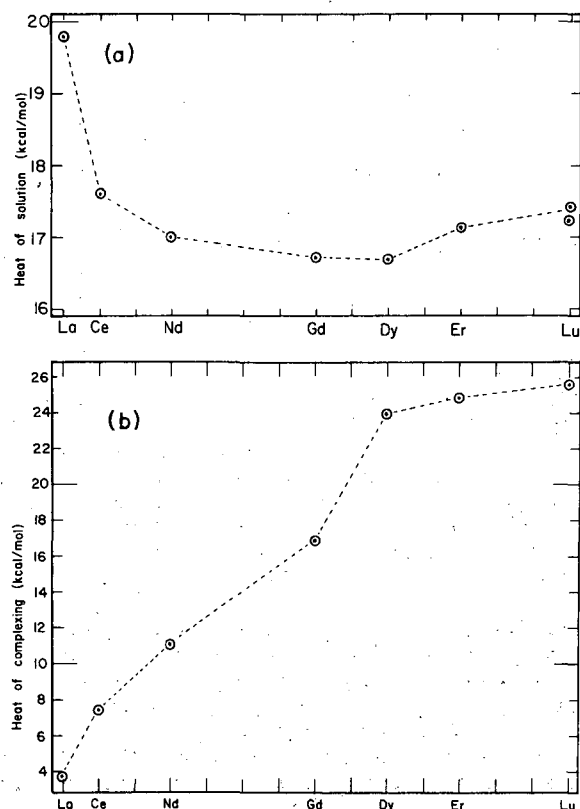 20
(a)
19
18
17
16
Heat of solution (kcal/mol)
La Ce Nd Gd Dy Er Lu
26
(b)
24
22
20
18
16
14
12
10
8
6
4
Heat of complexing (kcal/mol)
La Ce Nd Gd Dy Er Lu